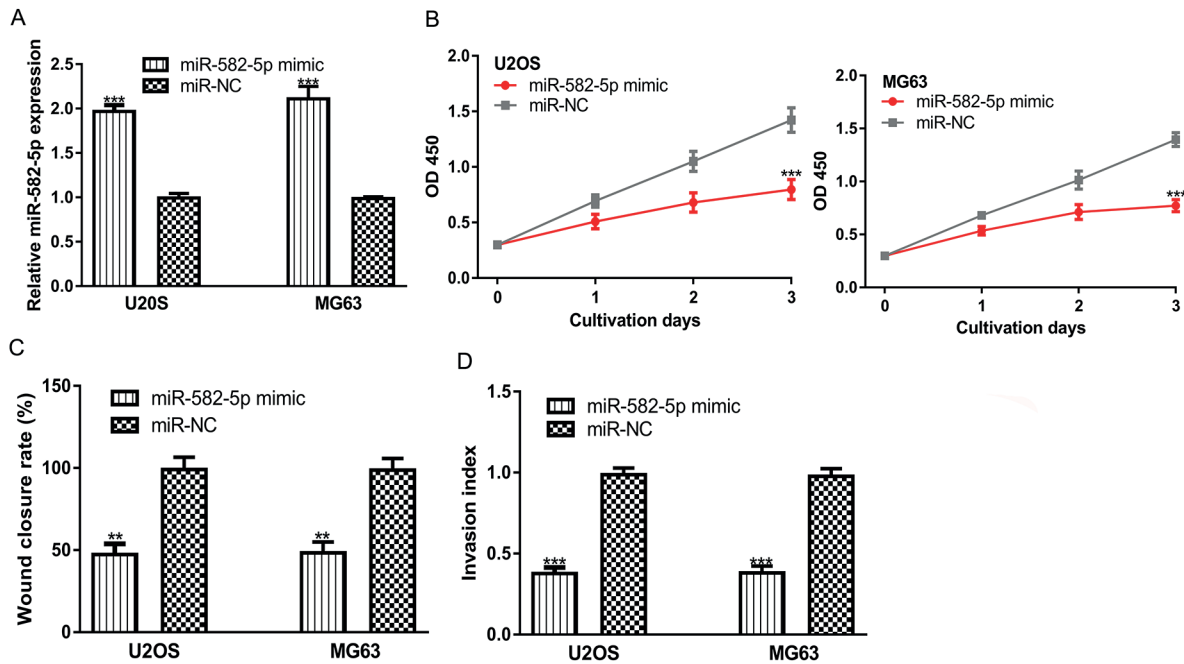 A
Relative miR-582-5p expression
2.5
2.0
1.5
1.0
0.5
0.0
miR-582-5p mimic
miR-NC
***
***
U20S
MG63
B
U2OS
miR-582-5p mimic
miR-NC
OD 450
2.0
1.5
1.0
0.5
0.0
***
0
1
2
3
Cultivation days
MG63
miR-582-5p mimic
miR-NC
OD 450
2.0
1.5
1.0
0.5
0.0
***
0
1
2
3
Cultivation days
C
Wound closure rate (%)
150
100
50
0
miR-582-5p mimic
miR-NC
**
**
U2OS
MG63
D
Invasion index
1.5
1.0
0.5
0.0
miR-582-5p mimic
miR-NC
***
***
U2OS
MG63